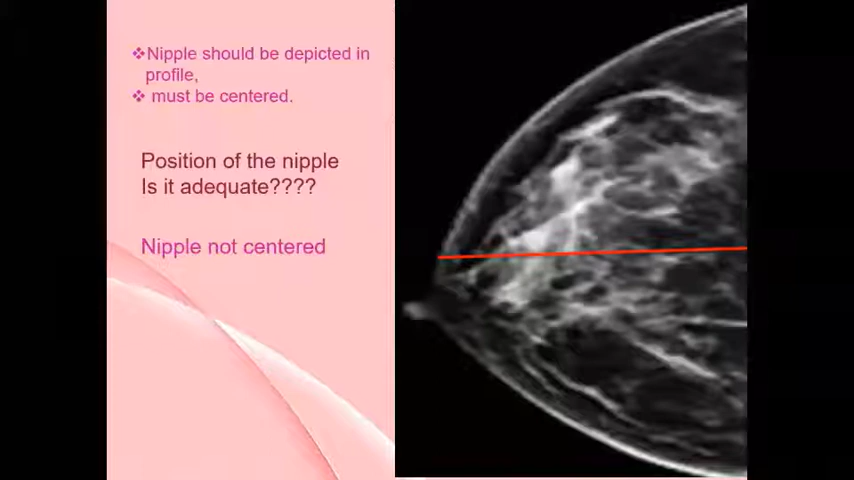 ❖Nipple should be depicted in
profile,
❖ must be centered.
Position of the nipple
Is it adequate????
Nipple not centered